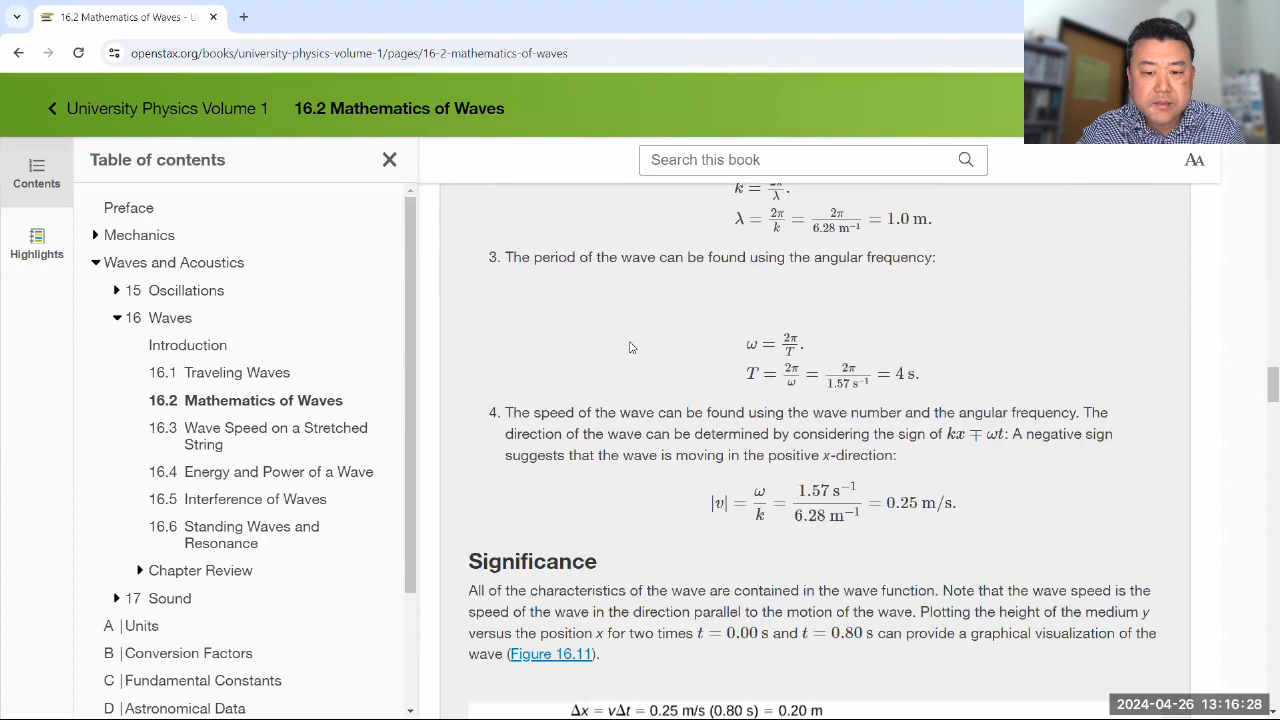 16.2 Mathematics of Waves - U
openstax.org/books/university-physics-volume-1/pages/16-2-mathematics-of-waves
University Physics Volume 1 16.2 Mathematics of Waves
Contents
Highlights
Table of contents
Preface
Mechanics
Waves and Acoustics
15 Oscillations
16 Waves
Introduction
16.1 Traveling Waves
16.2 Mathematics of Waves
16.3 Wave Speed on a Stretched
String
16.4 Energy and Power of a Wave
16.5 Interference of Waves
16.6 Standing Waves and
Resonance
Chapter Review
17 Sound
A | Units
B | Conversion Factors
C | Fundamental Constants
D | Astronomical Data
Search this book
AA
k = 2π/λ.
λ = 2π/k = 2π/6.28 m⁻¹ = 1.0 m.
3. The period of the wave can be found using the angular frequency:
ω = 2π/T.
T = 2π/ω = 2π/1.57 s⁻¹ = 4 s.
4. The speed of the wave can be found using the wave number and the angular frequency. The
direction of the wave can be determined by considering the sign of kx ∓ ωt: A negative sign
suggests that the wave is moving in the positive x-direction:
|v| = ω/k = 1.57 s⁻¹/6.28 m⁻¹ = 0.25 m/s.
Significance
All of the characteristics of the wave are contained in the wave function. Note that the wave speed is the
speed of the wave in the direction parallel to the motion of the wave. Plotting the height of the medium y
versus the position x for two times t = 0.00 s and t = 0.80 s can provide a graphical visualization of the
wave (Figure 16.11).
Δx = vΔt = 0.25 m/s (0.80 s) = 0.20 m
2024-04-26 13:16:28